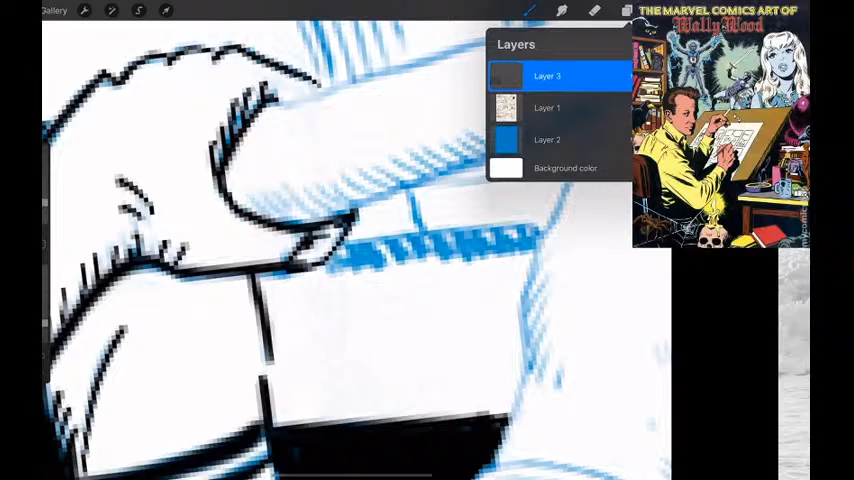 Gallery
Layers
Layer 3
Layer 1
Layer 2
Background color
THE MARVEL COMICS ART OF
Wally Wood